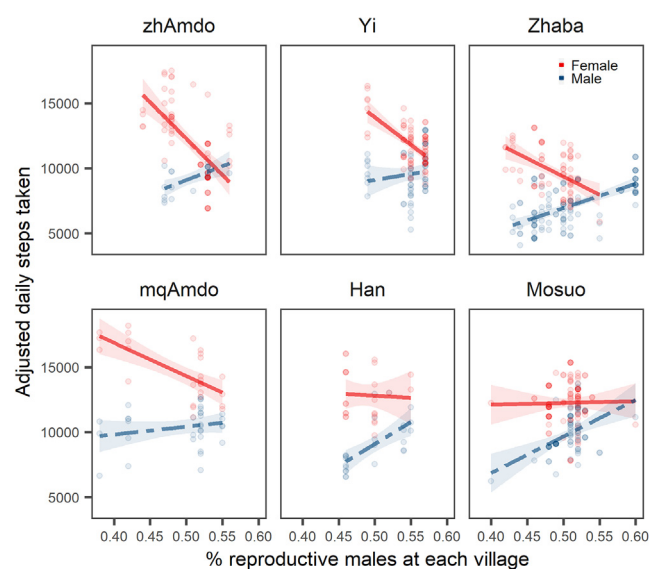 zhAmdo Yi Zhaba
Female
Male
15000
10000
5000
Adjusted daily steps taken
mqAmdo Han Mosuo
15000
10000
5000
0.40 0.45 0.50 0.55 0.60 0.40 0.45 0.50 0.55 0.60 0.40 0.45 0.50 0.55 0.60
% reproductive males at each village